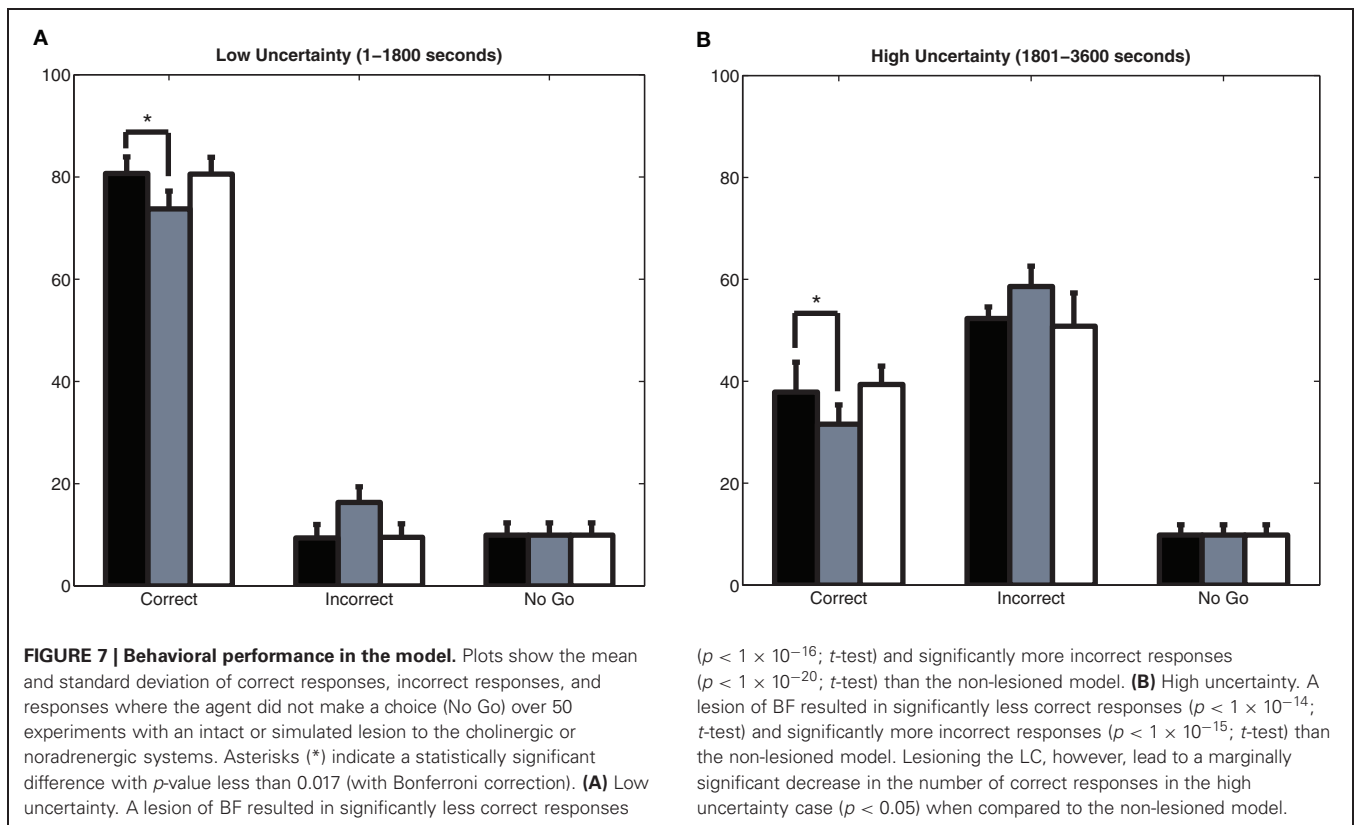 A
Low Uncertainty (1–1800 seconds)
100
80
60
40
20
0
*
Correct
Incorrect
No Go
B
High Uncertainty (1801–3600 seconds)
100
80
60
40
20
0
*
Correct
Incorrect
No Go
FIGURE 7 | Behavioral performance in the model. Plots show the mean
and standard deviation of correct responses, incorrect responses, and
responses where the agent did not make a choice (No Go) over 50
experiments with an intact or simulated lesion to the cholinergic or
noradrenergic systems. Asterisks (*) indicate a statistically significant
difference with p-value less than 0.017 (with Bonferroni correction). (A) Low
uncertainty. A lesion of BF resulted in significantly less correct responses
(p < 1 × 10⁻¹⁶; t-test) and significantly more incorrect responses
(p < 1 × 10⁻²⁰; t-test) than the non-lesioned model. (B) High uncertainty. A
lesion of BF resulted in significantly less correct responses (p < 1 × 10⁻¹⁴;
t-test) and significantly more incorrect responses (p < 1 × 10⁻¹⁵; t-test) than
the non-lesioned model. Lesioning the LC, however, lead to a marginally
significant decrease in the number of correct responses in the high
uncertainty case (p < 0.05) when compared to the non-lesioned model.